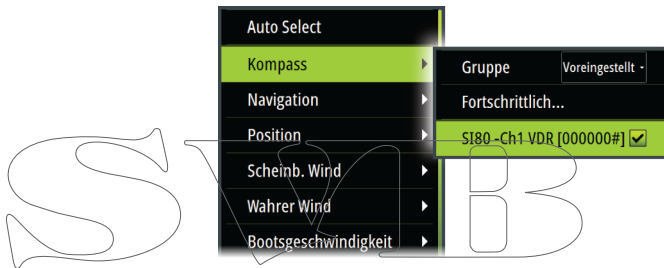 Auto Select
Kompass
Navigation
Position
Scheinb. Wind
Wahrer Wind
Bootsgeschwindigkeit
Gruppe Voreingestellt
Fortschrittlich...
SI80 -Ch1 VDR [000000#]
SVB